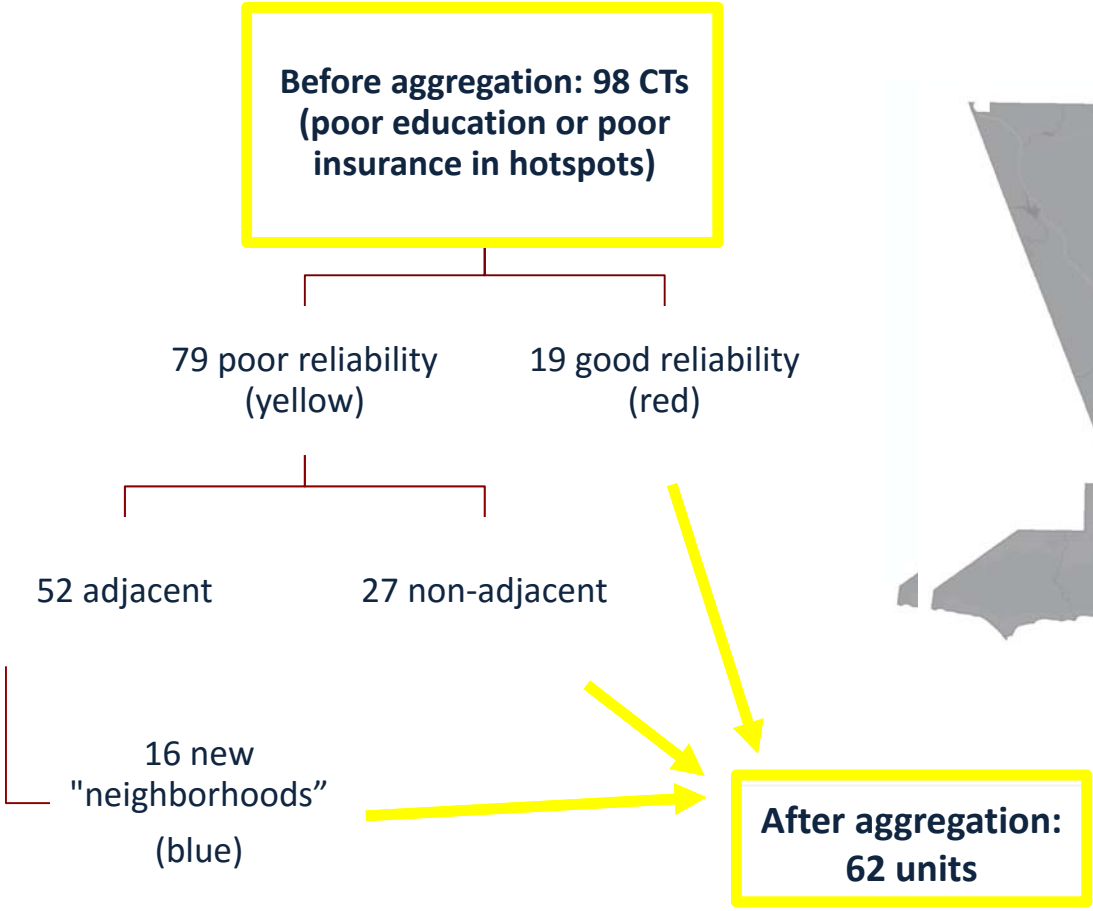 Before aggregation: 98 CTs
(poor education or poor
insurance in hotspots)
79 poor reliability
(yellow)
19 good reliability
(red)
52 adjacent
27 non-adjacent
16 new
"neighborhoods”
(blue)
After aggregation:
62 units